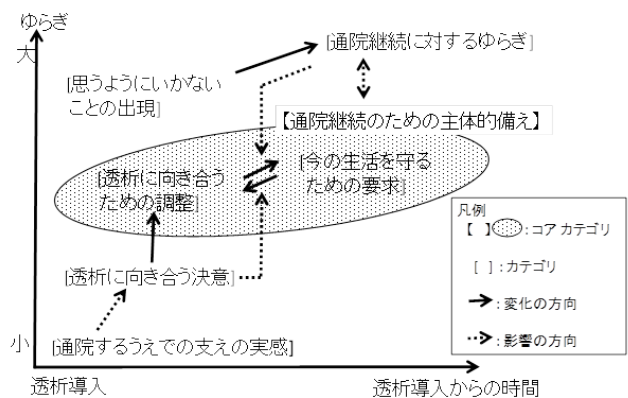 ゆらぎ
大
[通院継続に対するゆらぎ]
[思うようにいかない
ことの出現]
【通院継続のための主体的備え】
[透析に向き合う
ための調整]
[今の生活を守る
ための要求]
凡例
【 】 : コア カテゴリ
[ ] : カテゴリ
: 変化の方向
: 影響の方向
[透析に向き合う決意]
小
[通院するうえでの支えの実感]
透析導入
透析導入からの時間